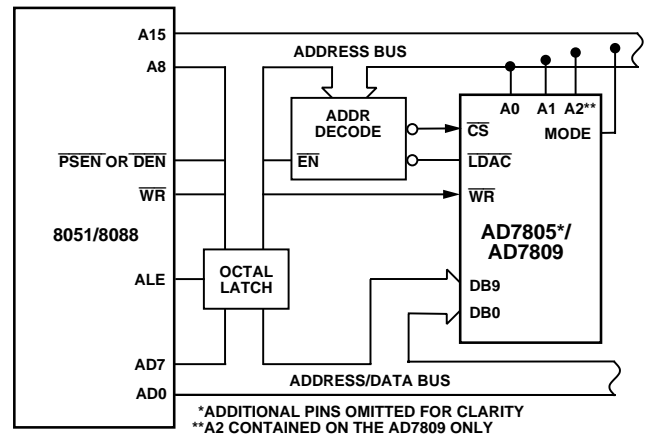 A15
ADDRESS BUS
A8
ADDR
DECODE
A0 A1 A2**
CS
MODE
PSEN OR DEN
EN
LDAC
WR
WR
8051/8088
AD7805*/
AD7809
ALE
OCTAL
LATCH
DB9
DB0
AD7
ADDRESS/DATA BUS
AD0
*ADDITIONAL PINS OMITTED FOR CLARITY
**A2 CONTAINED ON THE AD7809 ONLY